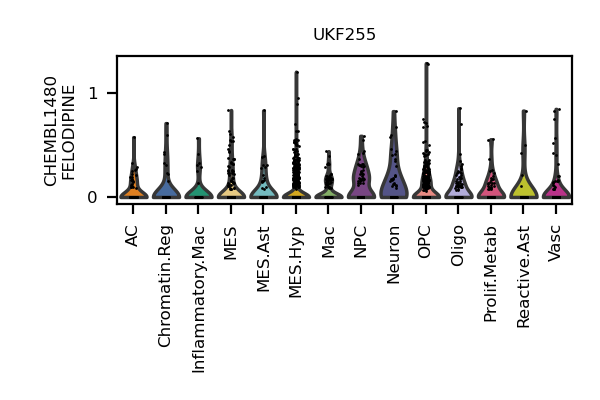 UKF255
CHEMBL1480
FELODIPINE
1
0
AC
Chromatin.Reg
Inflammatory.Mac
MES
MES.Ast
MES.Hyp
Mac
NPC
Neuron
OPC
Oligo
Prolif.Metab
Reactive.Ast
Vasc